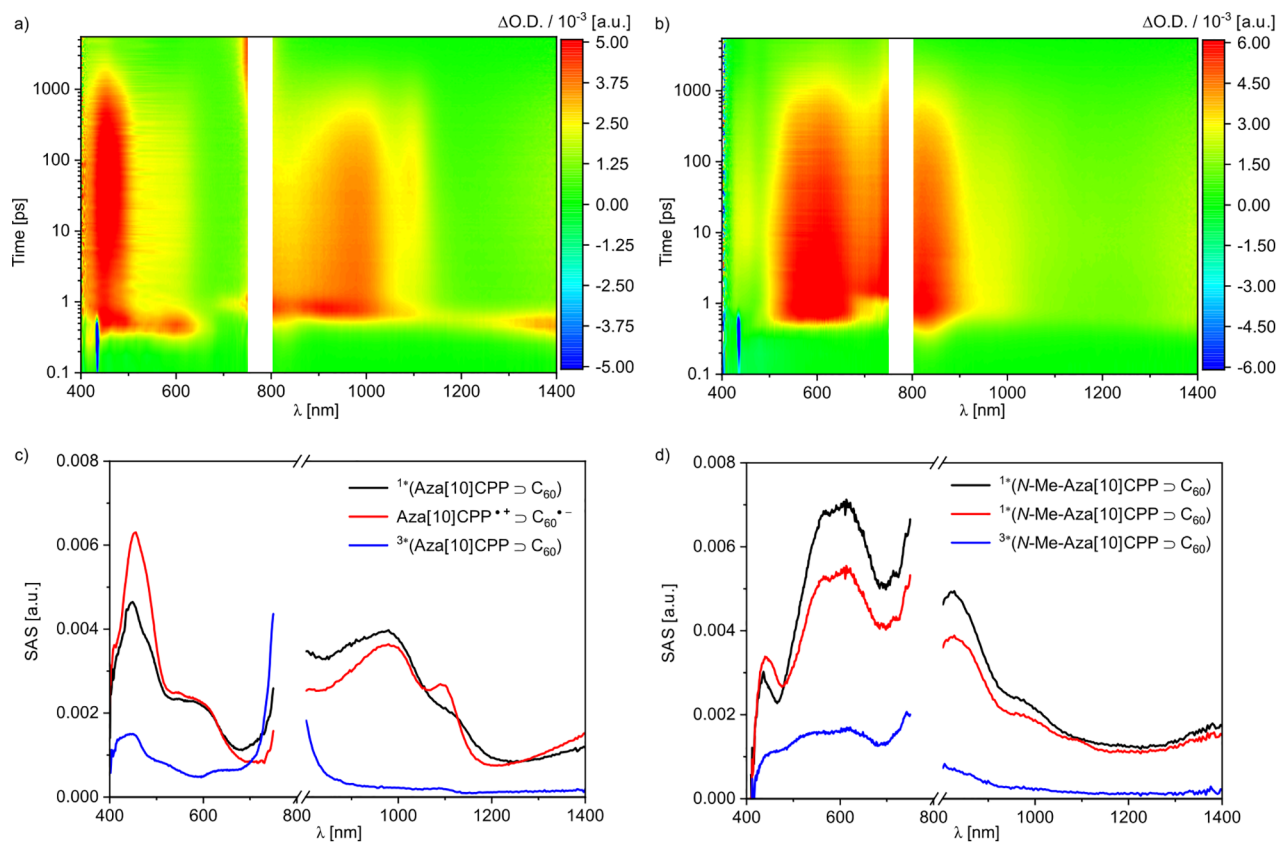 a)
ΔO.D. / 10⁻³ [a.u.]
5.00
3.75
2.50
1.25
0.00
-1.25
-2.50
-3.75
-5.00
Time [ps]
1000
100
10
1
0.1
400 600 800 1000 1200 1400
λ [nm]
b)
ΔO.D. / 10⁻³ [a.u.]
6.00
4.50
3.00
1.50
0.00
-1.50
-3.00
-4.50
-6.00
Time [ps]
1000
100
10
1
0.1
400 600 800 1000 1200 1400
λ [nm]
c)
SAS [a.u.]
0.008
0.006
0.004
0.002
0.000
¹*(Aza[10]CPP ⊃ C₆₀)
Aza[10]CPP•⁺ ⊃ C₆₀•⁻
³*(Aza[10]CPP ⊃ C₆₀)
400 600 800 1000 1200 1400
λ [nm]
d)
SAS [a.u.]
0.008
0.006
0.004
0.002
0.000
¹*(N-Me-Aza[10]CPP ⊃ C₆₀)
¹*(N-Me-Aza[10]CPP ⊃ C₆₀)
³*(N-Me-Aza[10]CPP ⊃ C₆₀)
400 600 800 1000 1200 1400
λ [nm]